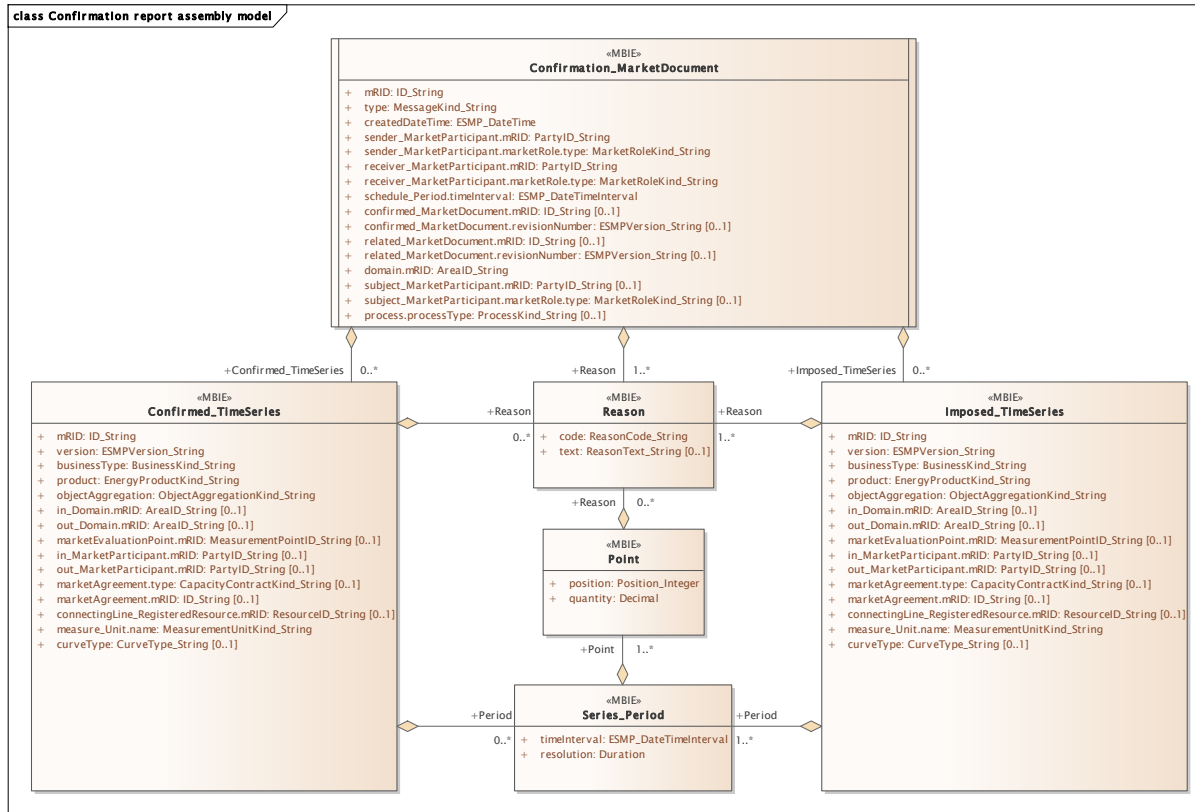 class Confirmation report assembly model
«MBIE»
Confirmation_MarketDocument
+ mRID: ID_String
+ type: MessageKind_String
+ createdDateTime: ESMP_DateTime
+ sender_MarketParticipant.mRID: PartyID_String
+ sender_MarketParticipant.marketRole.type: MarketRoleKind_String
+ receiver_MarketParticipant.mRID: PartyID_String
+ receiver_MarketParticipant.marketRole.type: MarketRoleKind_String
+ schedule_Period.timeInterval: ESMP_DateTimeInterval
+ confirmed_MarketDocument.mRID: ID_String [0..1]
+ confirmed_MarketDocument.revisionNumber: ESMPVersion_String [0..1]
+ related_MarketDocument.mRID: ID_String [0..1]
+ related_MarketDocument.revisionNumber: ESMPVersion_String [0..1]
+ domain.mRID: AreaID_String
+ subject_MarketParticipant.mRID: PartyID_String [0..1]
+ subject_MarketParticipant.marketRole.type: MarketRoleKind_String [0..1]
+ process.processType: ProcessKind_String [0..1]
+Confirmed_TimeSeries 0..*
+Reason 1..*
+Imposed_TimeSeries 0..*
«MBIE»
Confirmed_TimeSeries
+ mRID: ID_String
+ version: ESMPVersion_String
+ businessType: BusinessKind_String
+ product: EnergyProductKind_String
+ objectAggregation: ObjectAggregationKind_String
+ in_Domain.mRID: AreaID_String [0..1]
+ out_Domain.mRID: AreaID_String [0..1]
+ marketEvaluationPoint.mRID: MeasurementPointID_String [0..1]
+ in_MarketParticipant.mRID: PartyID_String [0..1]
+ out_MarketParticipant.mRID: PartyID_String [0..1]
+ marketAgreement.type: CapacityContractKind_String [0..1]
+ marketAgreement.mRID: ID_String [0..1]
+ connectingLine_RegisteredResource.mRID: ResourceID_String [0..1]
+ measure_Unit.name: MeasurementUnitKind_String
+ curveType: CurveType_String [0..1]
+Reason
0..*
«MBIE»
Reason
+ code: ReasonCode_String
+ text: ReasonText_String [0..1]
+Reason
1..*
«MBIE»
Imposed_TimeSeries
+ mRID: ID_String
+ version: ESMPVersion_String
+ businessType: BusinessKind_String
+ product: EnergyProductKind_String
+ objectAggregation: ObjectAggregationKind_String
+ in_Domain.mRID: AreaID_String [0..1]
+ out_Domain.mRID: AreaID_String [0..1]
+ marketEvaluationPoint.mRID: MeasurementPointID_String [0..1]
+ in_MarketParticipant.mRID: PartyID_String [0..1]
+ out_MarketParticipant.mRID: PartyID_String [0..1]
+ marketAgreement.type: CapacityContractKind_String [0..1]
+ marketAgreement.mRID: ID_String [0..1]
+ connectingLine_RegisteredResource.mRID: ResourceID_String [0..1]
+ measure_Unit.name: MeasurementUnitKind_String
+ curveType: CurveType_String [0..1]
+Reason 0..*
«MBIE»
Point
+ position: Position_Integer
+ quantity: Decimal
+Point 1..*
+Period
0..*
«MBIE»
Series_Period
+ timeInterval: ESMP_DateTimeInterval
+ resolution: Duration
+Period
1..*